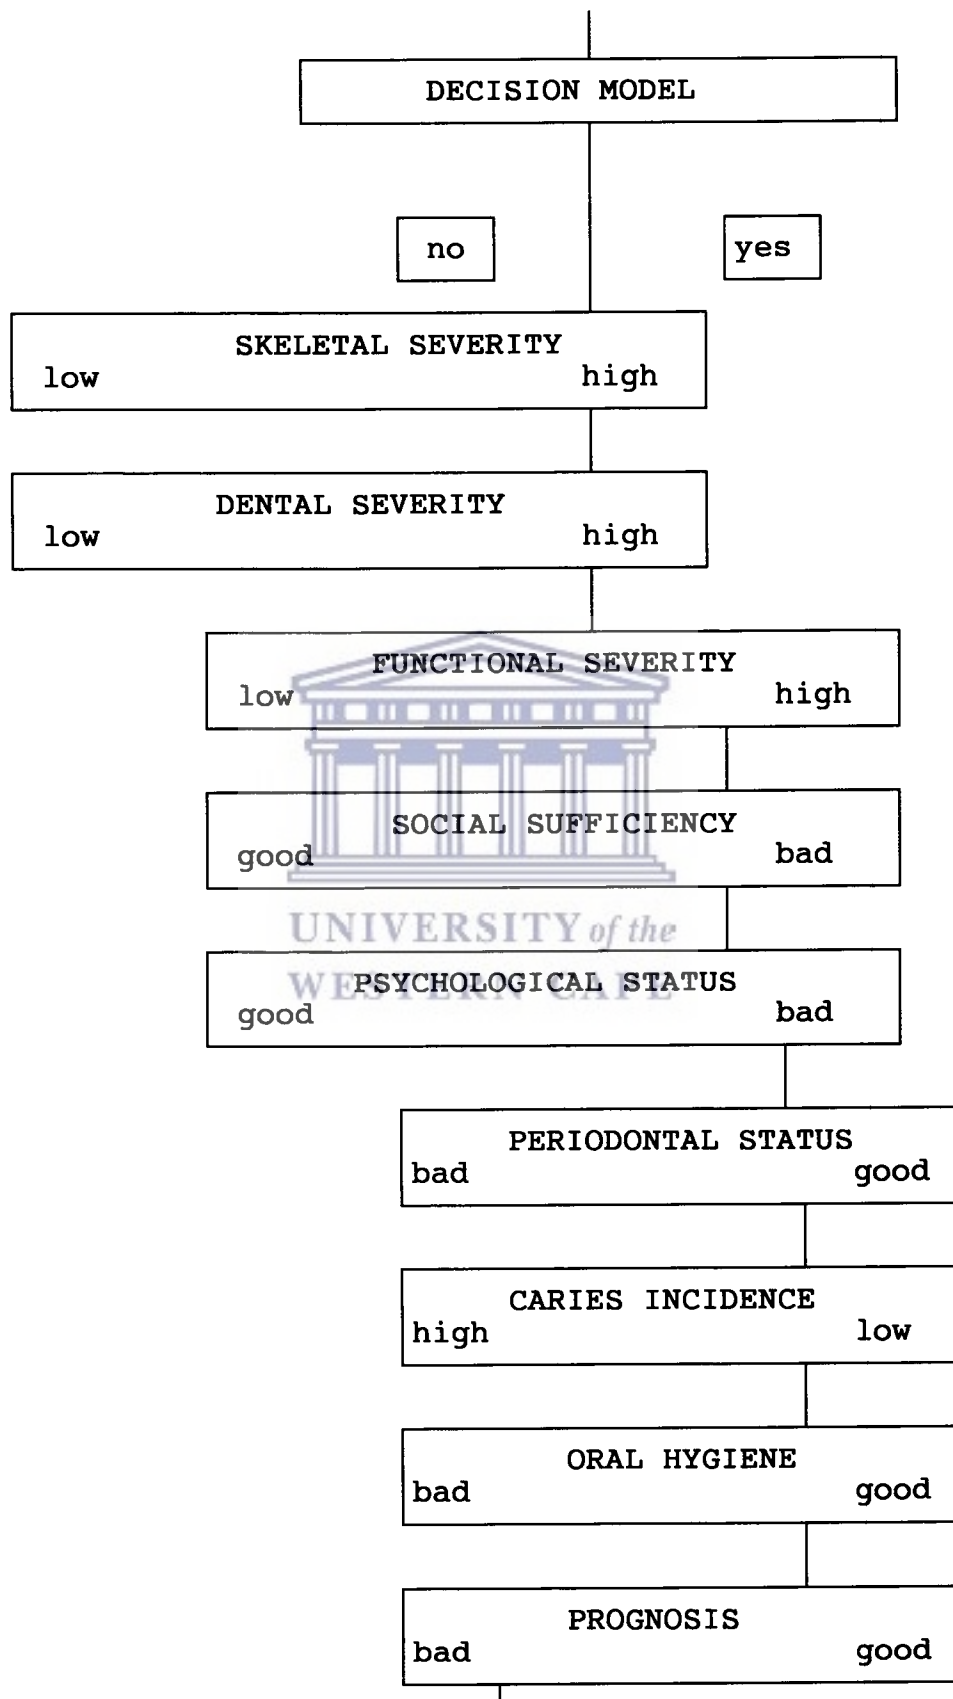 DECISION MODEL
no yes
SKELETAL SEVERITY
low high
DENTAL SEVERITY
low high
FUNCTIONAL SEVERITY
low high
SOCIAL SUFFICIENCY
good bad
UNIVERSITY of the
WESTERN CAPE
PSYCHOLOGICAL STATUS
good bad
PERIODONTAL STATUS
bad good
CARIES INCIDENCE
high low
ORAL HYGIENE
bad good
PROGNOSIS
bad good